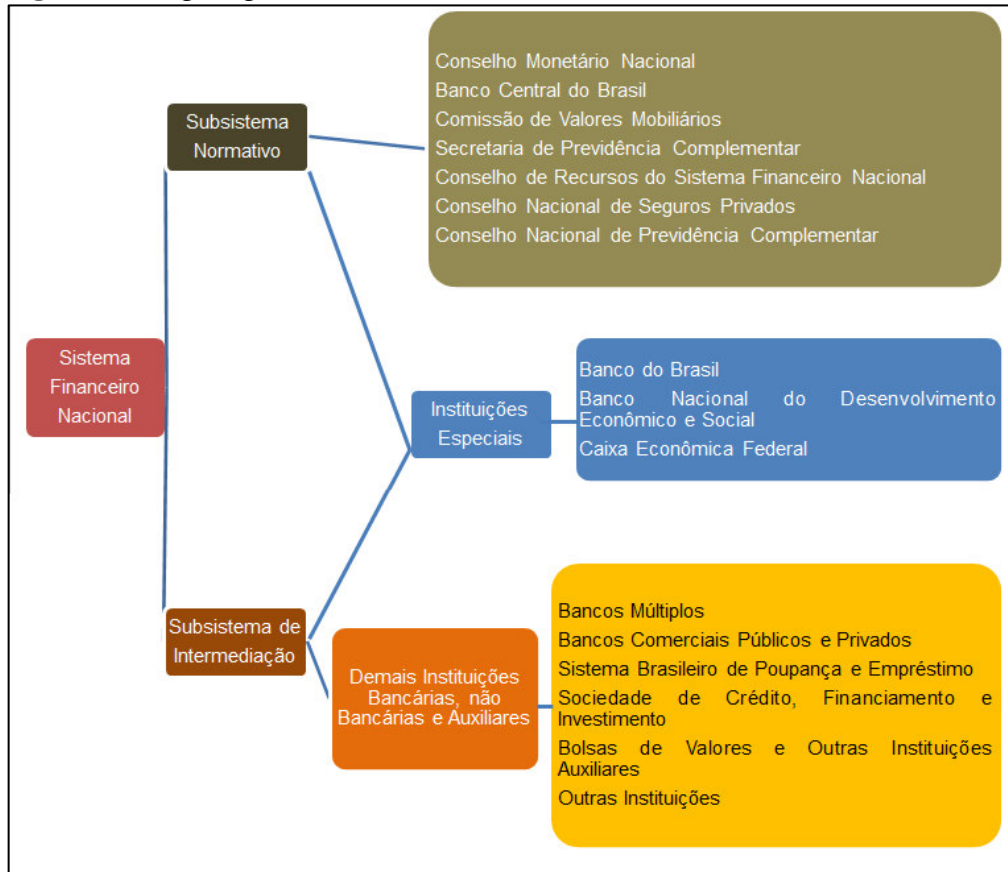 Sistema
Financeiro
Nacional
Subsistema
Normativo
Conselho Monetário Nacional
Banco Central do Brasil
Comissão de Valores Mobiliários
Secretaria de Previdência Complementar
Conselho de Recursos do Sistema Financeiro Nacional
Conselho Nacional de Seguros Privados
Conselho Nacional de Previdência Complementar
Instituições
Especiais
Banco do Brasil
Banco Nacional do Desenvolvimento
Econômico e Social
Caixa Econômica Federal
Subsistema de
Intermediação
Demais Instituições
Bancárias, não
Bancárias e Auxiliares
Bancos Múltiplos
Bancos Comerciais Públicos e Privados
Sistema Brasileiro de Poupança e Empréstimo
Sociedade de Crédito, Financiamento e
Investimento
Bolsas de Valores e Outras Instituições
Auxiliares
Outras Instituições